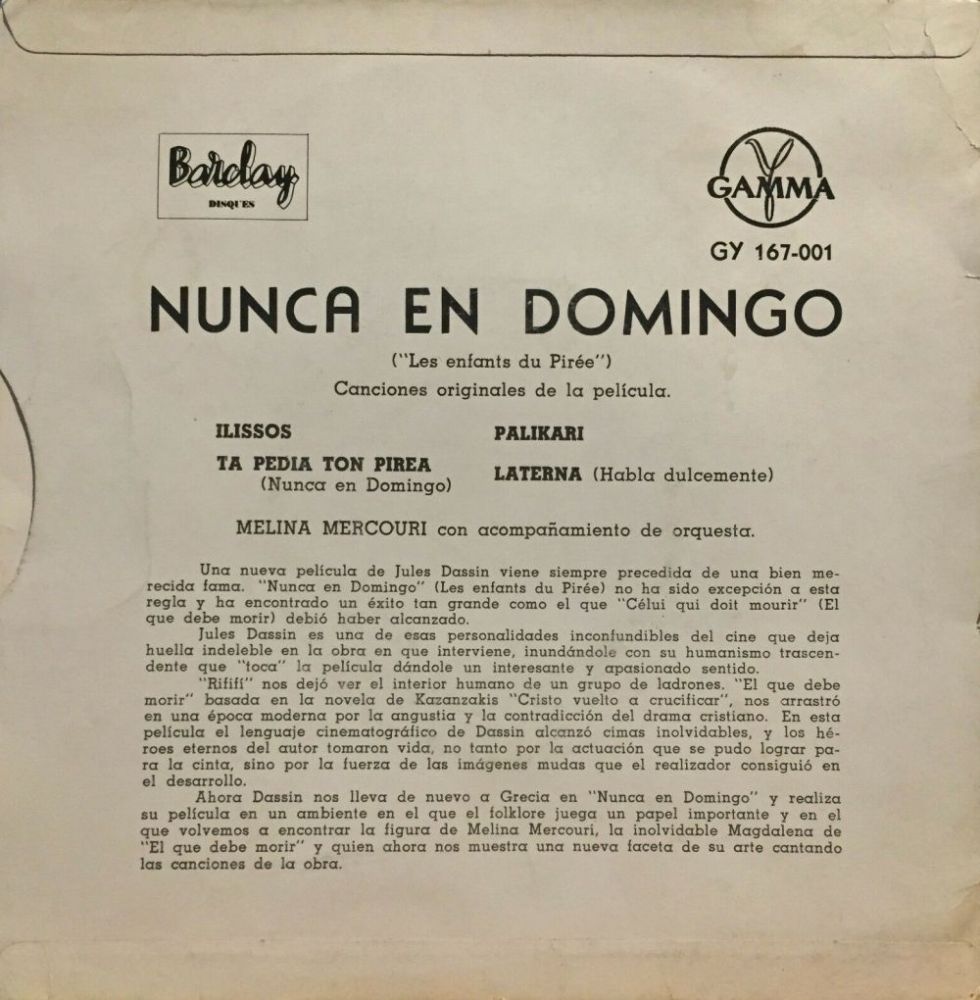 Barclay
DISQUES
GAMMA
GY 167-001
NUNCA EN DOMINGO
("Les enfants du Pirée")
Canciones originales de la película.
ILISSOS
TA PEDIA TON PIREA
(Nunca en Domingo)
PALIKARI
LATERNA (Habla dulcemente)
MELINA MERCOURI con acompañamiento de orquesta.
Una nueva película de Jules Dassin viene siempre precedida de una bien me-
recida fama. "Nunca en Domingo" (Les enfants du Pirée) no ha sido excepción a esta
regla y ha encontrado un éxito tan grande como el que "Célui qui doit mourir" (El
que debe morir) debió haber alcanzado.
Jules Dassin es una de esas personalidades inconfundibles del cine que deja
huella indeleble en la obra en que interviene, inundándole con su humanismo trascen-
dente que "toca" la película dándole un interesante y apasionado sentido.
"Rififí" nos dejó ver el interior humano de un grupo de ladrones. "El que debe
morir" basada en la novela de Kazanzakis "Cristo vuelto a crucificar", nos arrastró
en una época moderna por la angustia y la contradicción del drama cristiano. En esta
película el lenguaje cinematográfico de Dassin alcanzó cimas inolvidables, y los hé-
roes eternos del autor tomaron vida, no tanto por la actuación que se pudo lograr pa-
ra la cinta, sino por la fuerza de las imágenes mudas que el realizador consiguió en
el desarrollo.
Ahora Dassin nos lleva de nuevo a Grecia en "Nunca en Domingo" y realiza
su película en un ambiente en el que el folklore juega un papel importante y en el
que volvemos a encontrar la figura de Melina Mercouri, la inolvidable Magdalena de
"El que debe morir" y quien ahora nos muestra una nueva faceta de su arte cantando
las canciones de la obra.